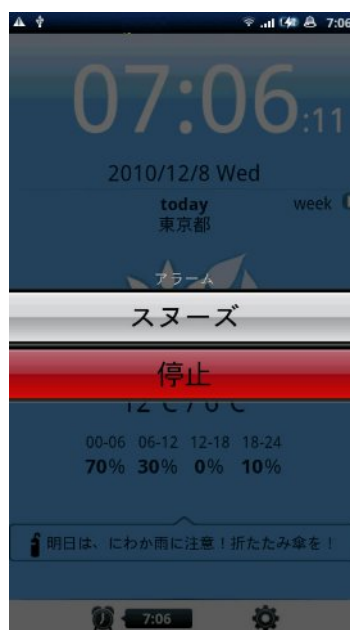 7:06
07:06:11
2010/12/8 Wed
today
week
東京都
アラーム
スヌーズ
停止
00-06 06-12 12-18 18-24
70% 30% 0% 10%
明日は、にわか雨に注意！折たたみ傘を！
7:06